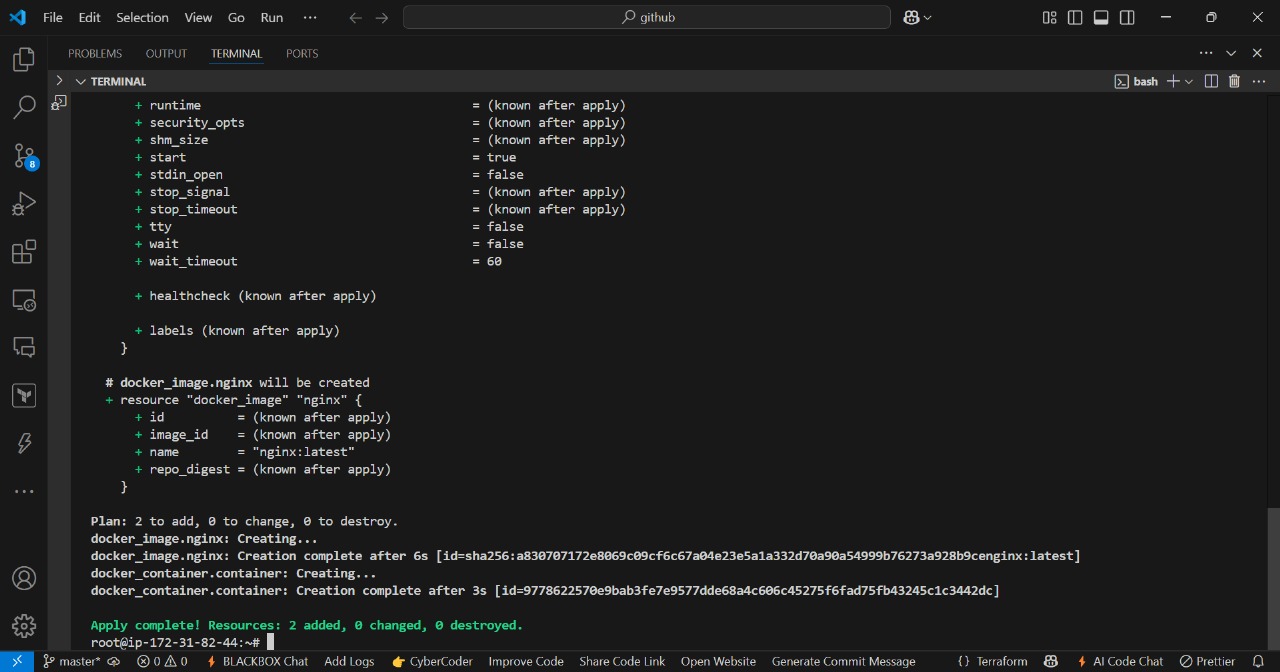 File Edit Selection View Go Run ··· github
PROBLEMS OUTPUT TERMINAL PORTS
TERMINAL bash
+ runtime = (known after apply)
+ security_opts = (known after apply)
+ shm_size = (known after apply)
+ start = true
+ stdin_open = false
+ stop_signal = (known after apply)
+ stop_timeout = (known after apply)
+ tty = false
+ wait = false
+ wait_timeout = 60
+ healthcheck (known after apply)
+ labels (known after apply)
}
# docker_image.nginx will be created
+ resource "docker_image" "nginx" {
+ id = (known after apply)
+ image_id = (known after apply)
+ name = "nginx:latest"
+ repo_digest = (known after apply)
}
Plan: 2 to add, 0 to change, 0 to destroy.
docker_image.nginx: Creating...
docker_image.nginx: Creation complete after 6s [id=sha256:a830707172e8069c09cf6c67a04e23e5a1a332d70a90a54999b76273a928b9cenginx:latest]
docker_container.container: Creating...
docker_container.container: Creation complete after 3s [id=9778622570e9bab3fe7e9577dde68a4c606c45275f6fad75fb43245c1c3442dc]
Apply complete! Resources: 2 added, 0 changed, 0 destroyed.
root@ip-172-31-82-44:~#
8
master* 0 0 BLACKBOX Chat Add Logs CyberCoder Improve Code Share Code Link Open Website Generate Commit Message {} Terraform AI Code Chat Prettier